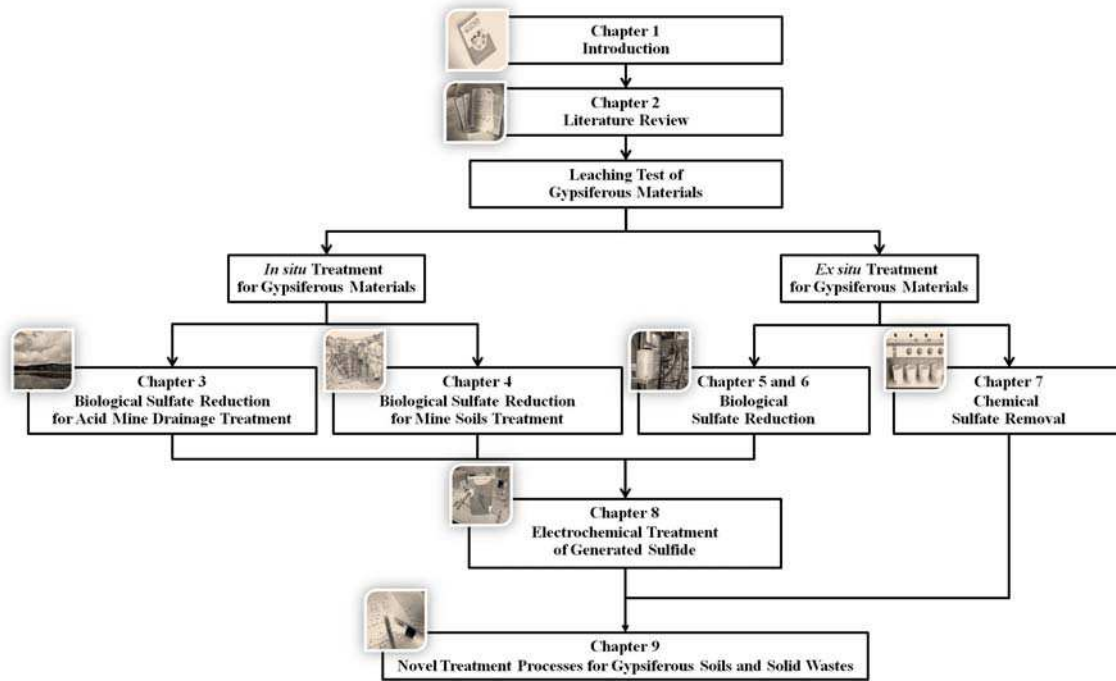 Chapter 1
Introduction
Chapter 2
Literature Review
Leaching Test of
Gypsiferous Materials
In situ Treatment
for Gypsiferous Materials
Ex situ Treatment
for Gypsiferous Materials
Chapter 3
Biological Sulfate Reduction
for Acid Mine Drainage Treatment
Chapter 4
Biological Sulfate Reduction
for Mine Soils Treatment
Chapter 5 and 6
Biological
Sulfate Reduction
Chapter 7
Chemical
Sulfate Removal
Chapter 8
Electrochemical Treatment
of Generated Sulfide
Chapter 9
Novel Treatment Processes for Gypsiferous Soils and Solid Wastes